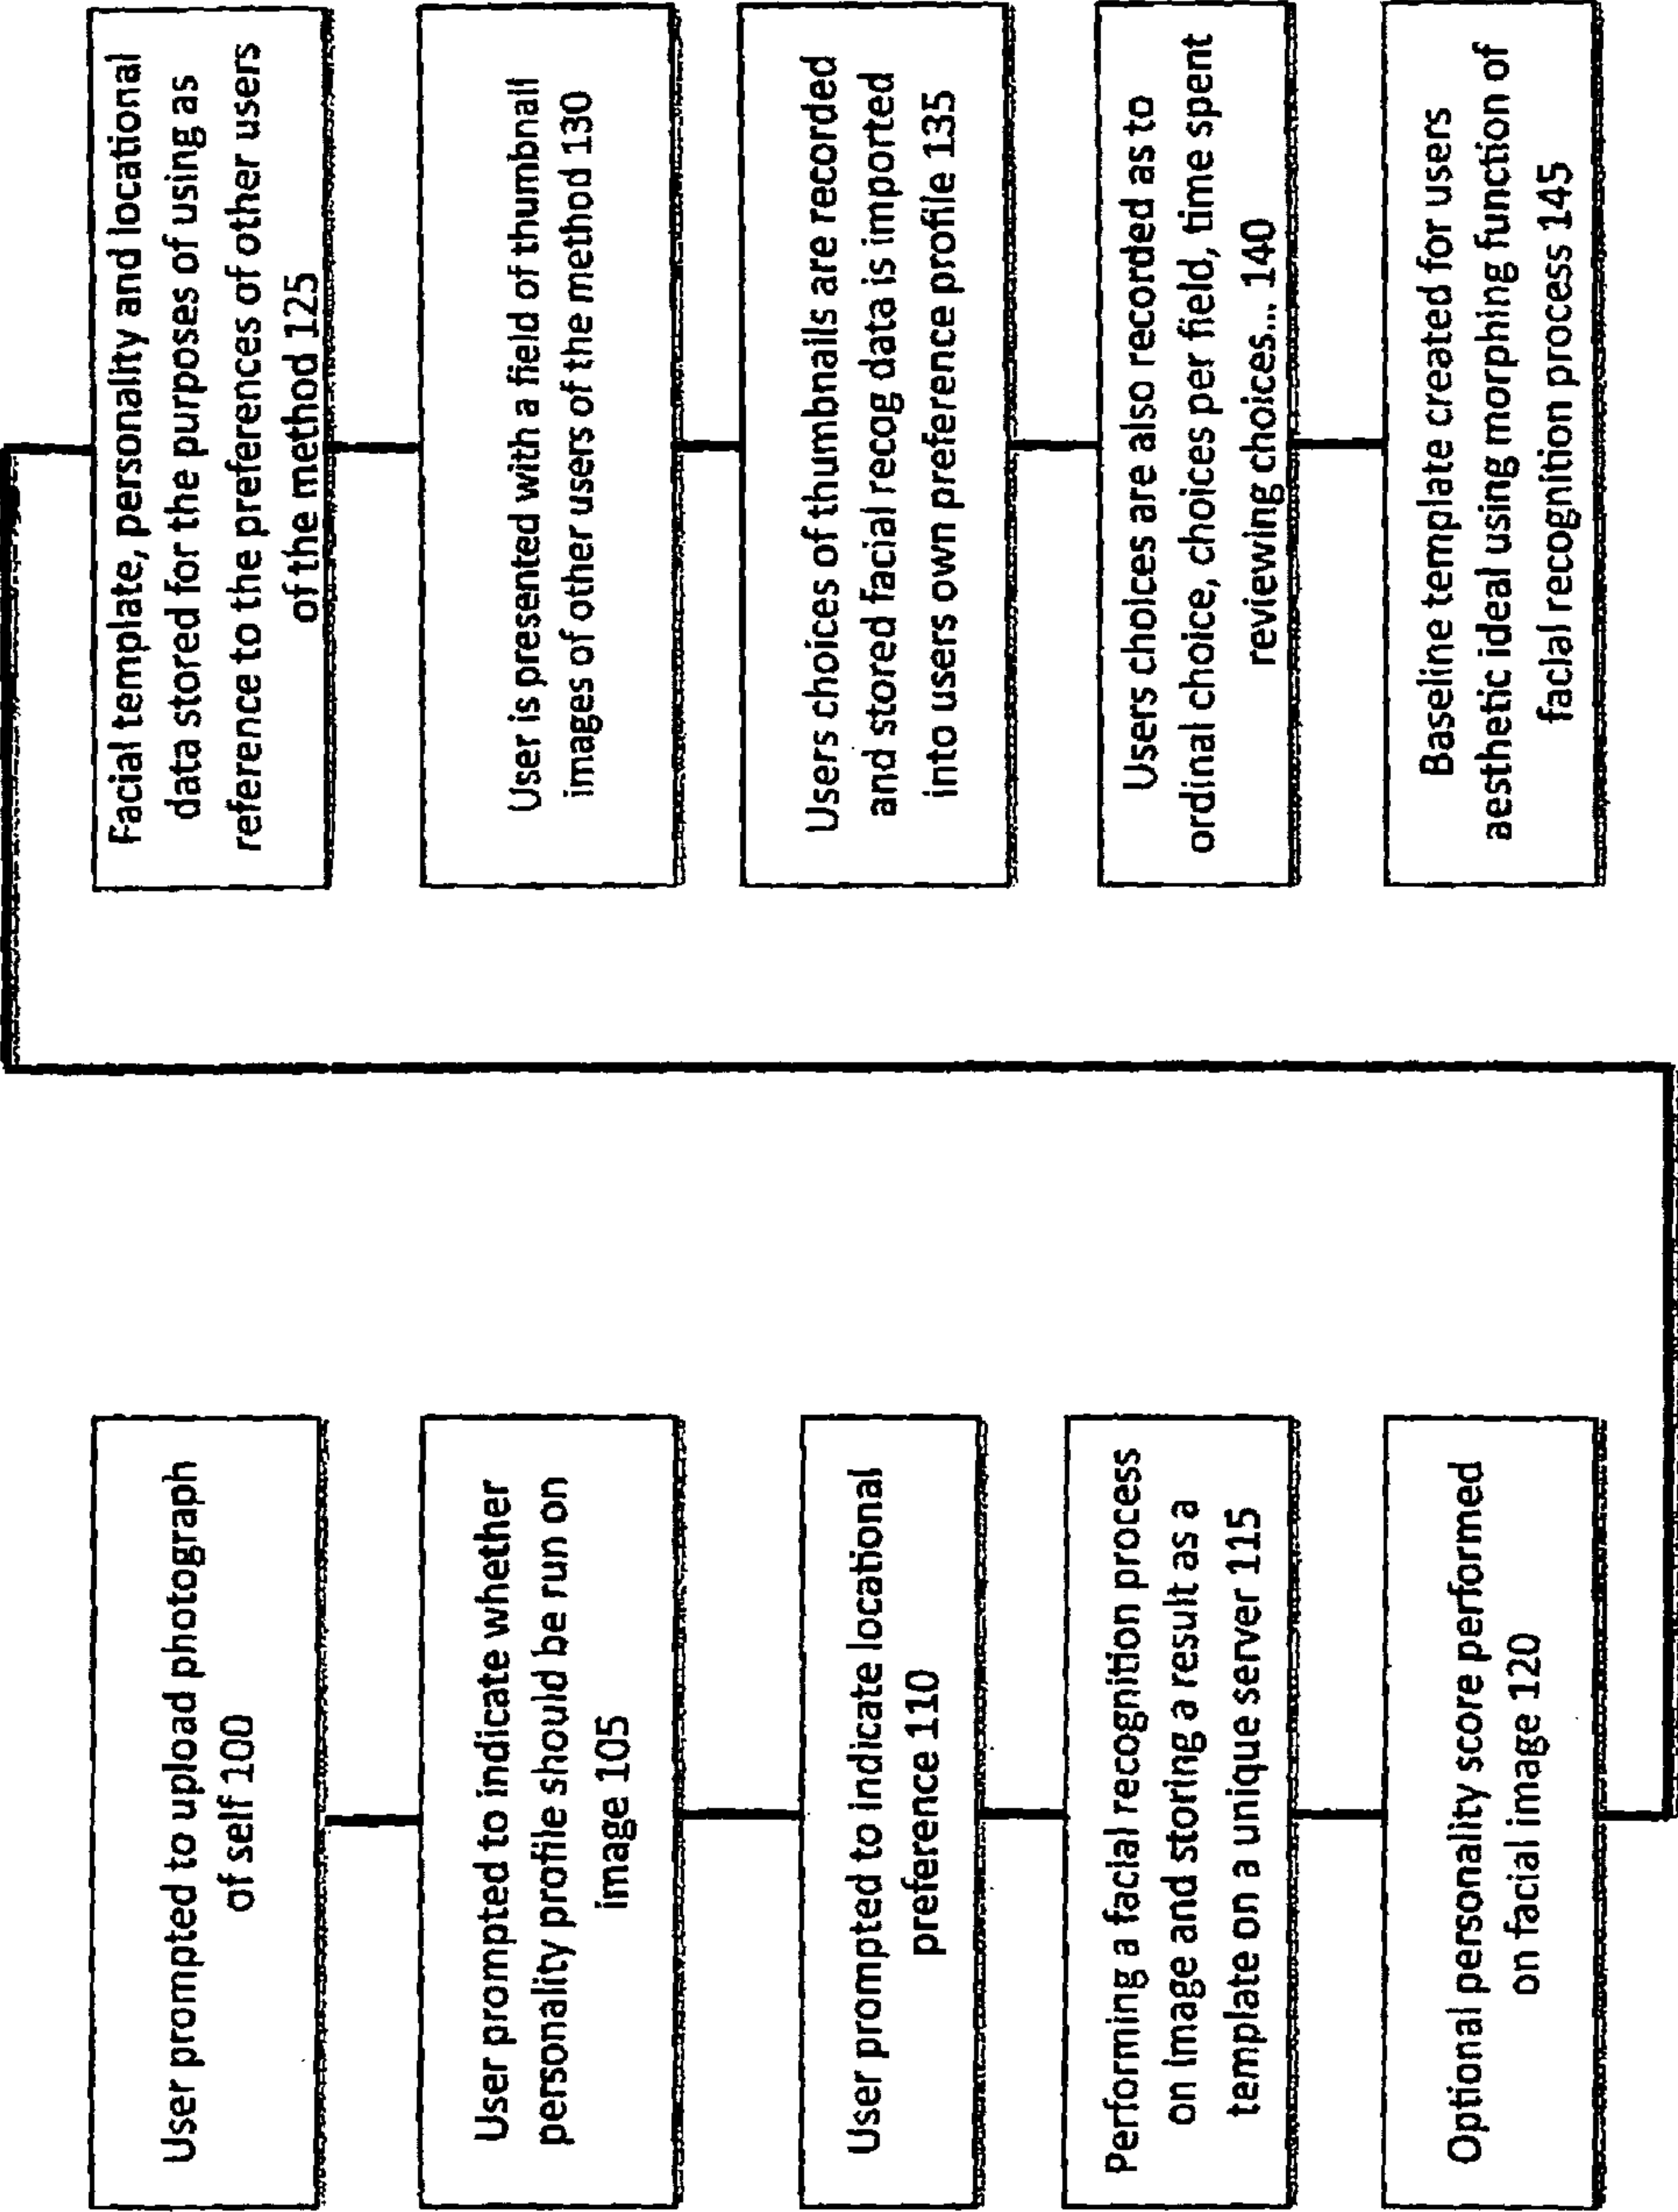 User prompted to upload photograph
of self 100
User prompted to indicate whether
personality profile should be run on
image 105
User prompted to indicate locational
preference 110
Performing a facial recognition process
on image and storing a result as a
template on a unique server 115
Optional personality score performed
on facial image 120
Facial template, personality and locational
data stored for the purposes of using as
reference to the preferences of other users
of the method 125
User is presented with a field of thumbnail
images of other users of the method 130
Users choices of thumbnails are recorded
and stored facial recog data is imported
into users own preference profile 135
Users choices are also recorded as to
ordinal choice, choices per field, time spent
reviewing choices... 140
Baseline template created for users
aesthetic ideal using morphing function of
facial recognition process 145